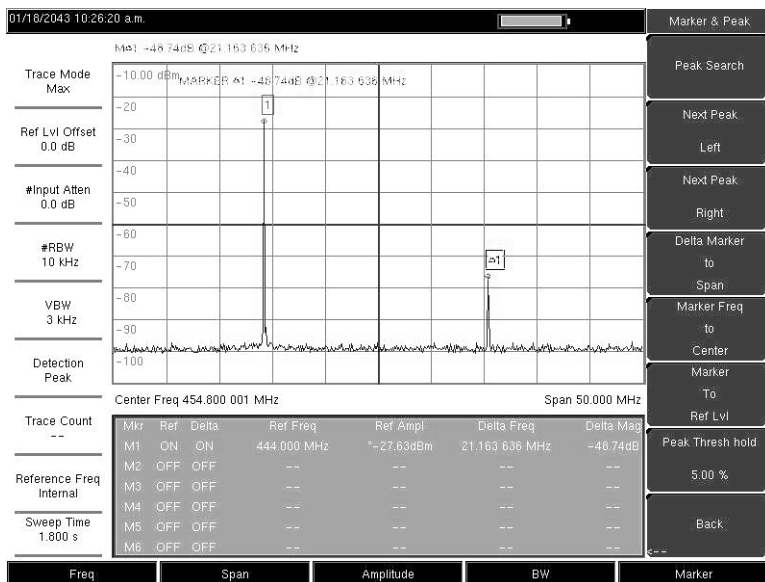 01/18/2043 10:26:20 a.m.
Marker & Peak
M△1 -48.74dB @21.163 636 MHz
-10.00 dBm
MARKER △1 -48.74dB @21.163 636 MHz
-20
-30
-40
-50
-60
-70
-80
-90
-100
1
△1
Center Freq 454.800 001 MHz
Span 50.000 MHz
Trace Mode
Max
Ref Lvl Offset
0.0 dB
#Input Atten
0.0 dB
#RBW
10 kHz
VBW
3 kHz
Detection
Peak
Trace Count
--
Reference Freq
Internal
Sweep Time
1.800 s
Mkr Ref Delta Ref Freq Ref Ampl Delta Freq Delta Mag
M1 ON ON 444.000 MHz *-27.63dBm 21.163 636 MHz -48.74dB
M2 OFF OFF -- -- -- --
M3 OFF OFF -- -- -- --
M4 OFF OFF -- -- -- --
M5 OFF OFF -- -- -- --
M6 OFF OFF -- -- -- --
Peak Search
Next Peak
Left
Next Peak
Right
Delta Marker
to
Span
Marker Freq
to
Center
Marker
To
Ref Lvl
Peak Thresh hold
5.00 %
Back
<--
Freq
Span
Amplitude
BW
Marker